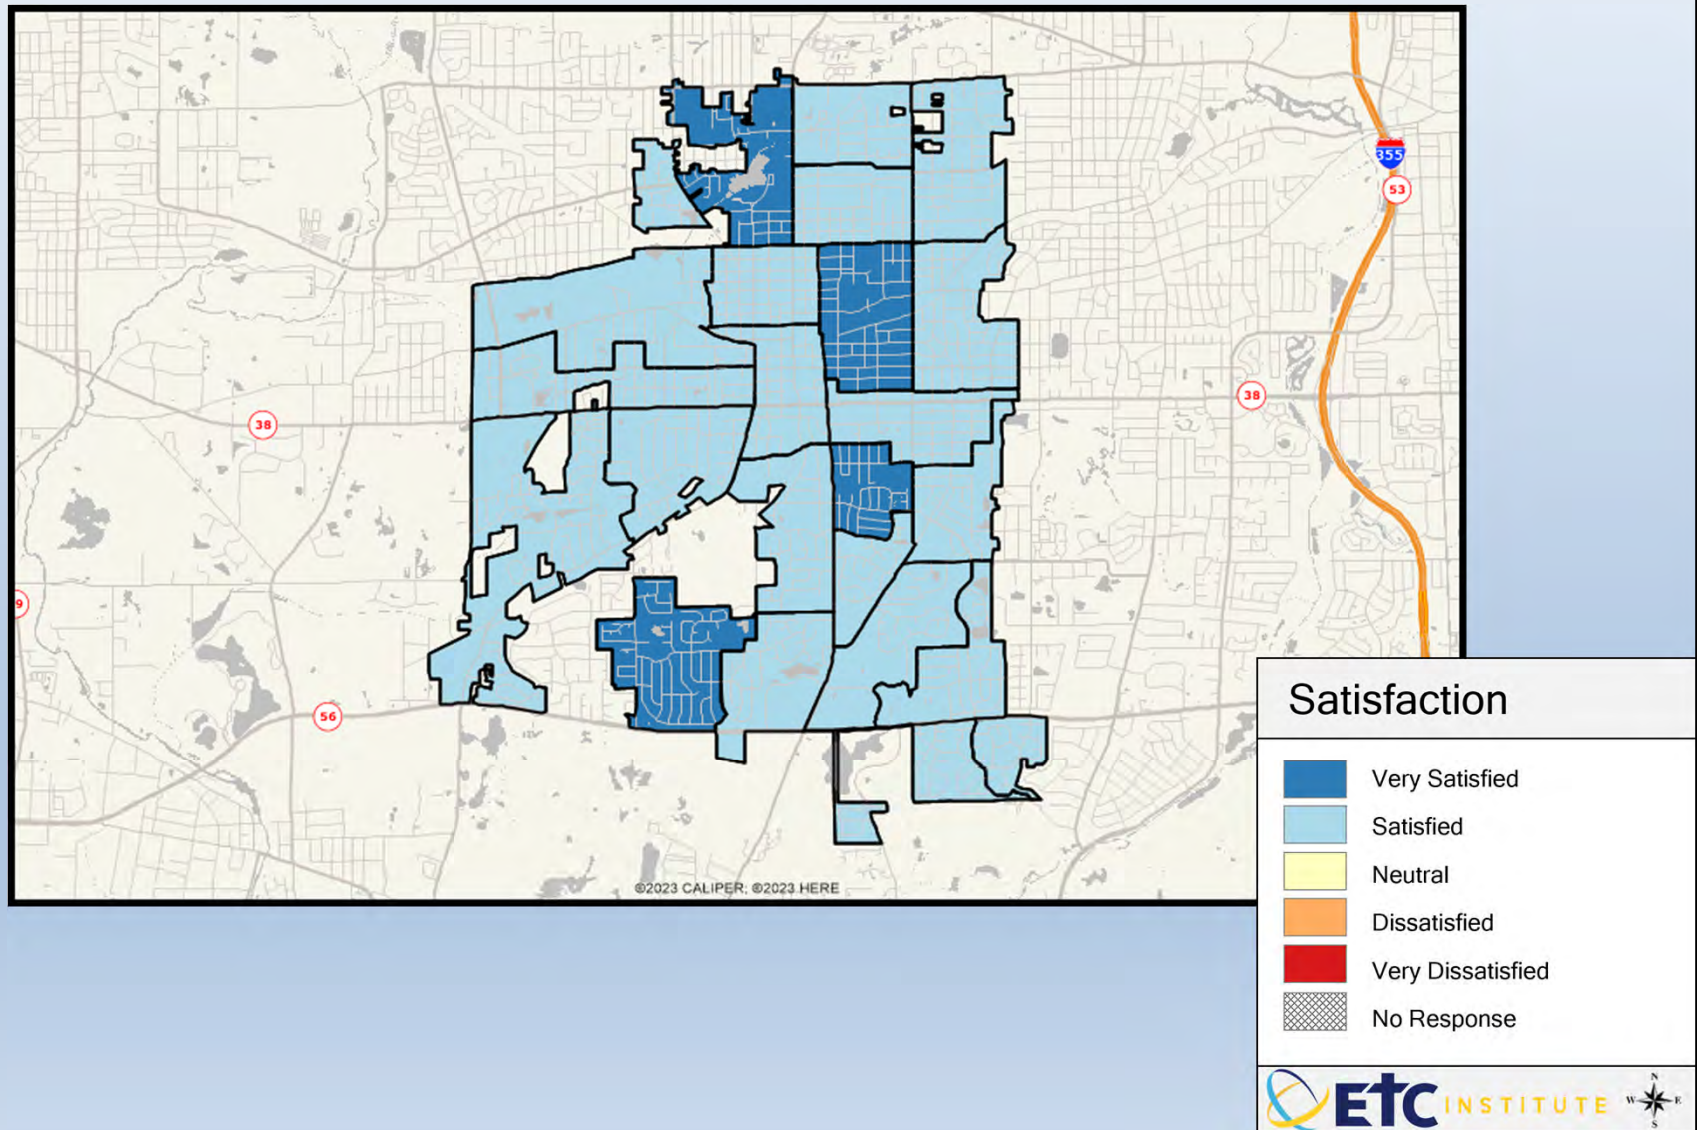 355
53
38
38
9
56
©2023 CALIPER; ©2023 HERE
Satisfaction
Very Satisfied
Satisfied
Neutral
Dissatisfied
Very Dissatisfied
No Response
ETC INSTITUTE
N
W E
S